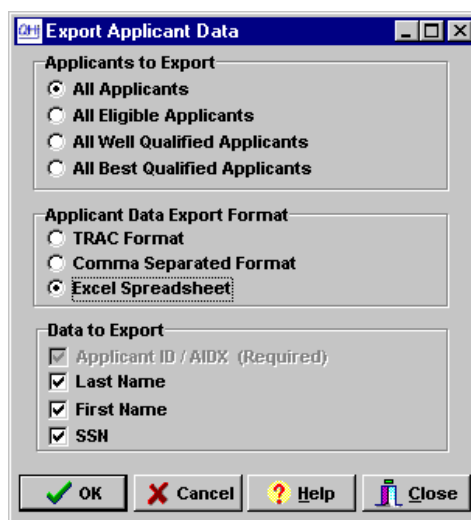 QHj Export Applicant Data
Applicants to Export
All Applicants
All Eligible Applicants
All Well Qualified Applicants
All Best Qualified Applicants
Applicant Data Export Format
TRAC Format
Comma Separated Format
Excel Spreadsheet
Data to Export
Applicant ID / AIDX (Required)
Last Name
First Name
SSN
OK Cancel ? Help Close